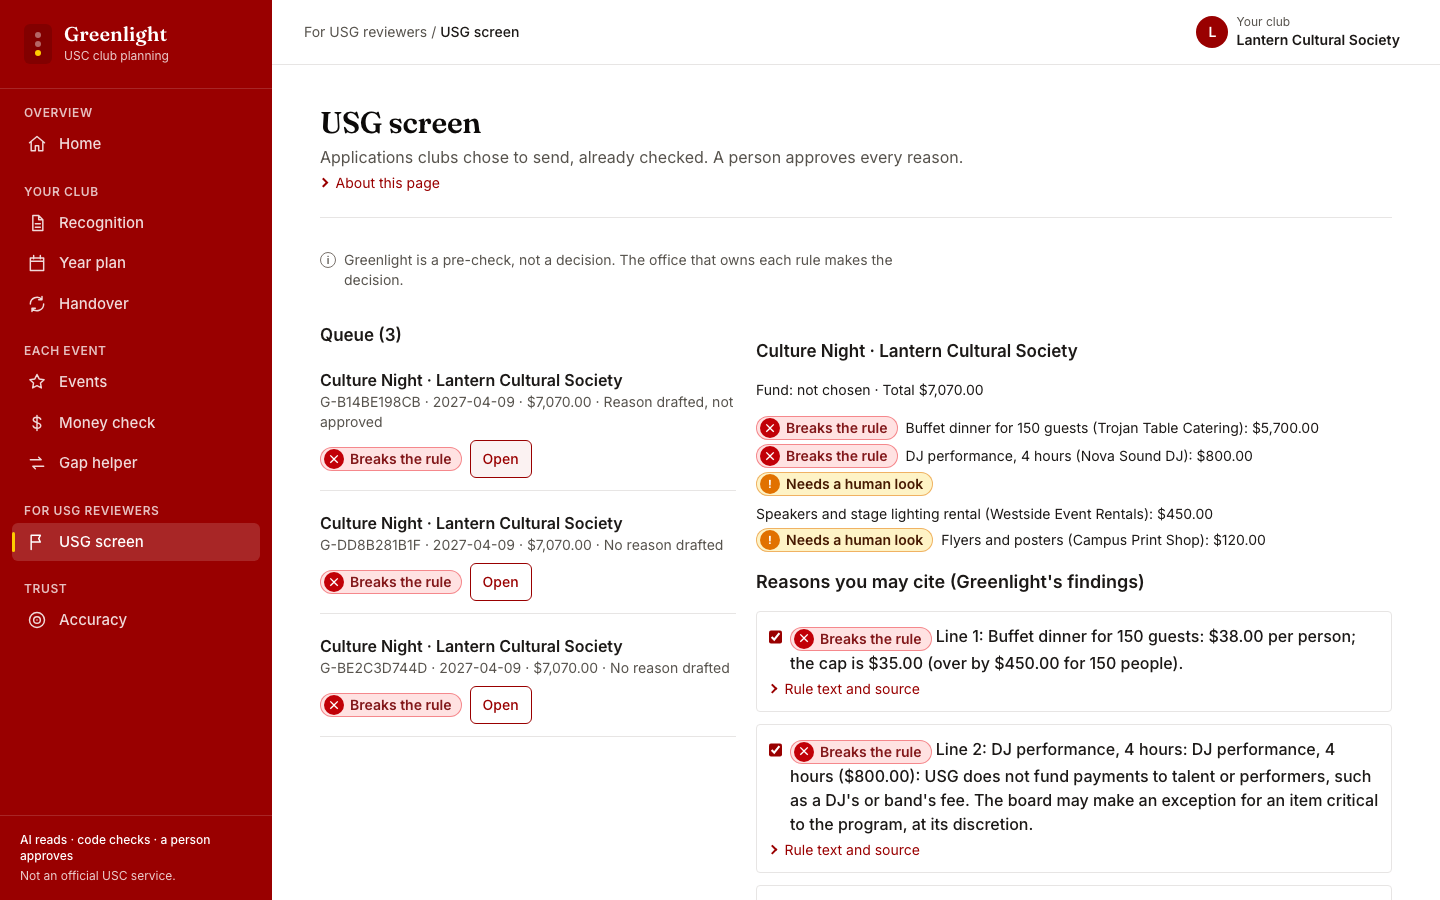 Greenlight
USC club planning
OVERVIEW
Home
YOUR CLUB
Recognition
Year plan
Handover
EACH EVENT
Events
Money check
Gap helper
FOR USG REVIEWERS
USG screen
TRUST
Accuracy
AI reads · code checks · a person
approves
Not an official USC service.
For USG reviewers / USG screen
L
Your club
Lantern Cultural Society
USG screen
Applications clubs chose to send, already checked. A person approves every reason.
About this page
Greenlight is a pre-check, not a decision. The office that owns each rule makes the
decision.
Queue (3)
Culture Night · Lantern Cultural Society
G-B14BE198CB · 2027-04-09 · $7,070.00 · Reason drafted, not
approved
Breaks the rule Open
Culture Night · Lantern Cultural Society
G-DD8B281B1F · 2027-04-09 · $7,070.00 · No reason drafted
Breaks the rule Open
Culture Night · Lantern Cultural Society
G-BE2C3D744D · 2027-04-09 · $7,070.00 · No reason drafted
Breaks the rule Open
Culture Night · Lantern Cultural Society
Fund: not chosen · Total $7,070.00
Breaks the rule Buffet dinner for 150 guests (Trojan Table Catering): $5,700.00
Breaks the rule DJ performance, 4 hours (Nova Sound DJ): $800.00
Needs a human look
Speakers and stage lighting rental (Westside Event Rentals): $450.00
Needs a human look Flyers and posters (Campus Print Shop): $120.00
Reasons you may cite (Greenlight's findings)
Breaks the rule Line 1: Buffet dinner for 150 guests: $38.00 per person;
the cap is $35.00 (over by $450.00 for 150 people).
Rule text and source
Breaks the rule Line 2: DJ performance, 4 hours: DJ performance, 4
hours ($800.00): USG does not fund payments to talent or performers, such
as a DJ's or band's fee. The board may make an exception for an item critical
to the program, at its discretion.
Rule text and source